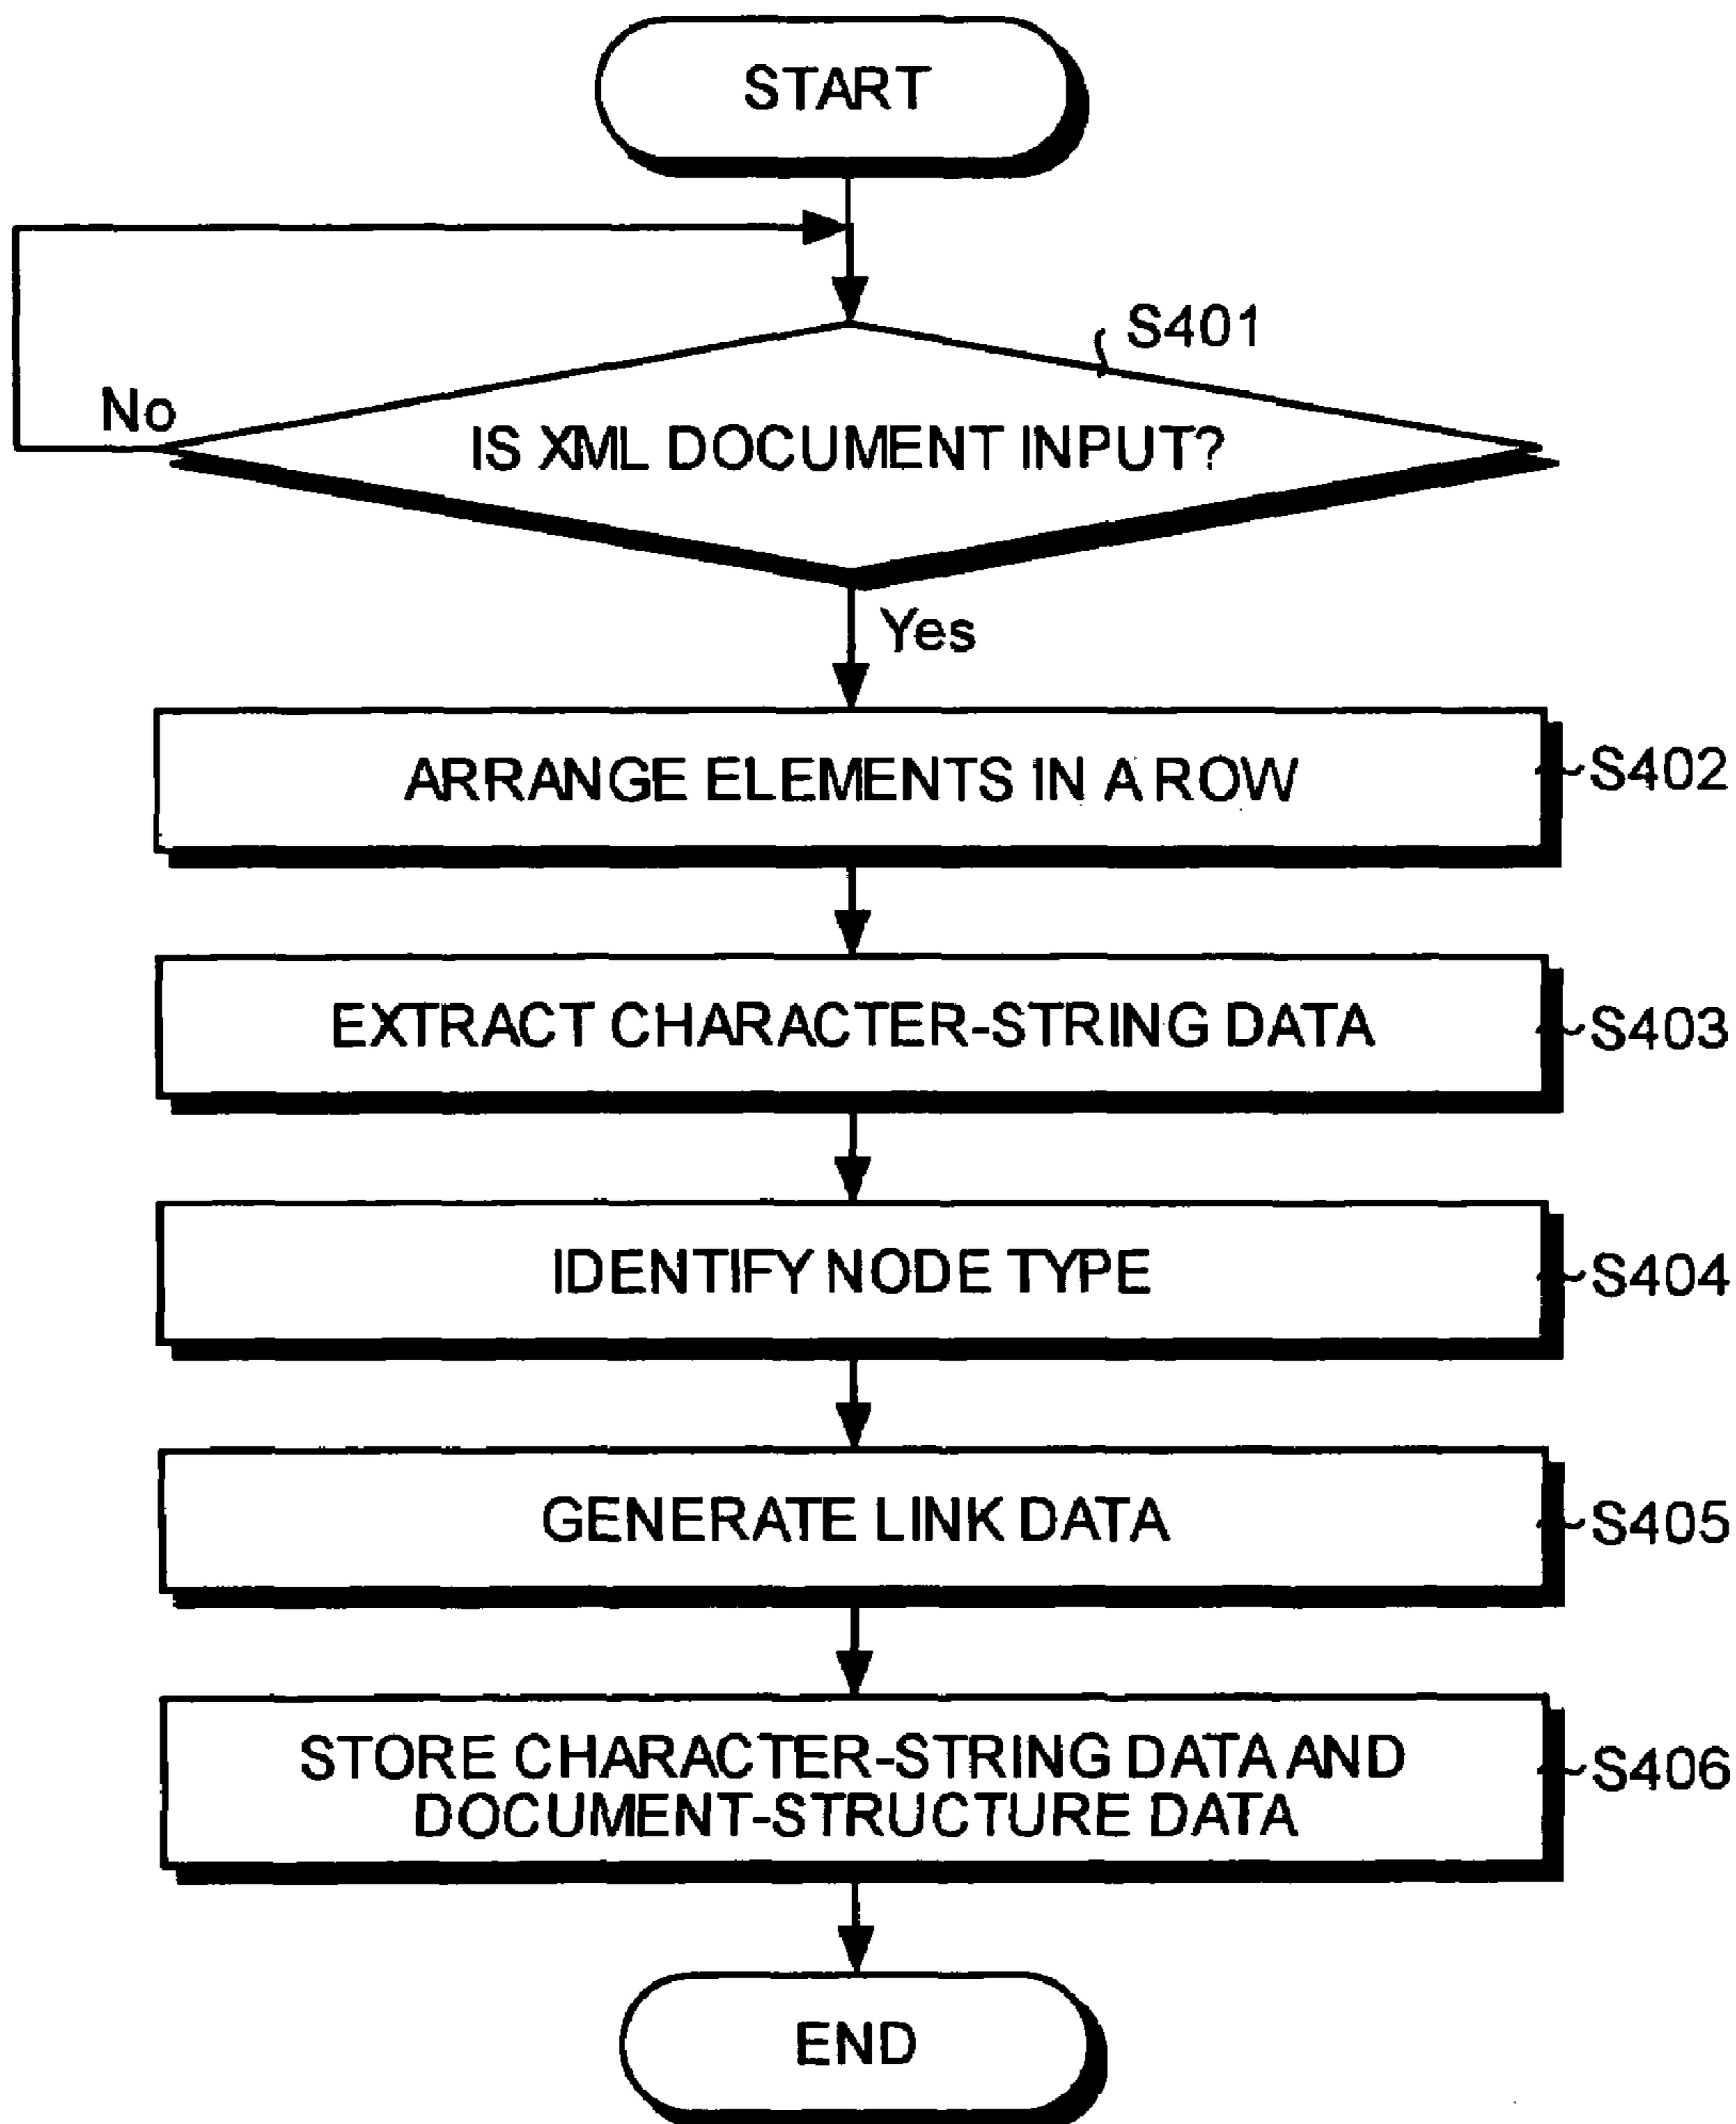 START
S401
No
IS XML DOCUMENT INPUT?
Yes
ARRANGE ELEMENTS IN A ROW
S402
EXTRACT CHARACTER-STRING DATA
S403
IDENTIFY NODE TYPE
S404
GENERATE LINK DATA
S405
STORE CHARACTER-STRING DATA AND
DOCUMENT-STRUCTURE DATA
S406
END